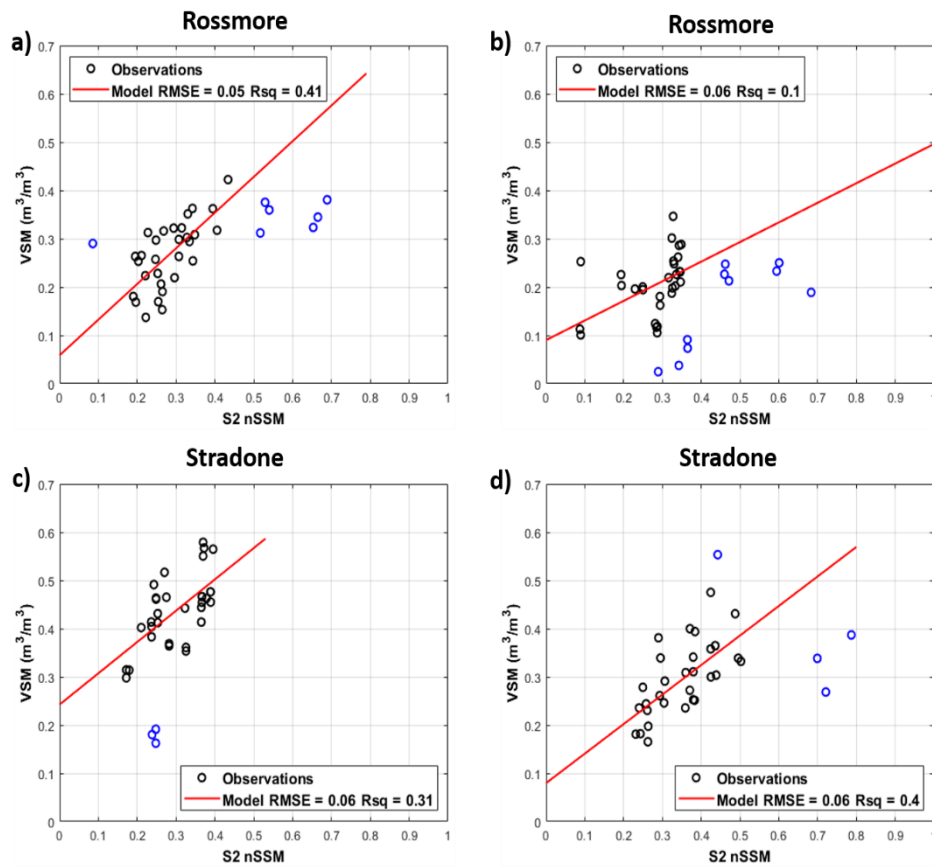 Rossmore
a)
0.7
0.6
0.5
0.4
0.3
0.2
0.1
0
VSM (m³/m³)
Observations
Model RMSE = 0.05 Rsq = 0.41
0 0.1 0.2 0.3 0.4 0.5 0.6 0.7 0.8 0.9 1
S2 nSSM
Rossmore
b)
0.7
0.6
0.5
0.4
0.3
0.2
0.1
0
VSM (m³/m³)
Observations
Model RMSE = 0.06 Rsq = 0.1
0 0.1 0.2 0.3 0.4 0.5 0.6 0.7 0.8 0.9 1
S2 nSSM
Stradone
c)
0.7
0.6
0.5
0.4
0.3
0.2
0.1
0
VSM (m³/m³)
Observations
Model RMSE = 0.06 Rsq = 0.31
0 0.1 0.2 0.3 0.4 0.5 0.6 0.7 0.8 0.9 1
S2 nSSM
Stradone
d)
0.7
0.6
0.5
0.4
0.3
0.2
0.1
0
VSM (m³/m³)
Observations
Model RMSE = 0.06 Rsq = 0.4
0 0.1 0.2 0.3 0.4 0.5 0.6 0.7 0.8 0.9 1
S2 nSSM